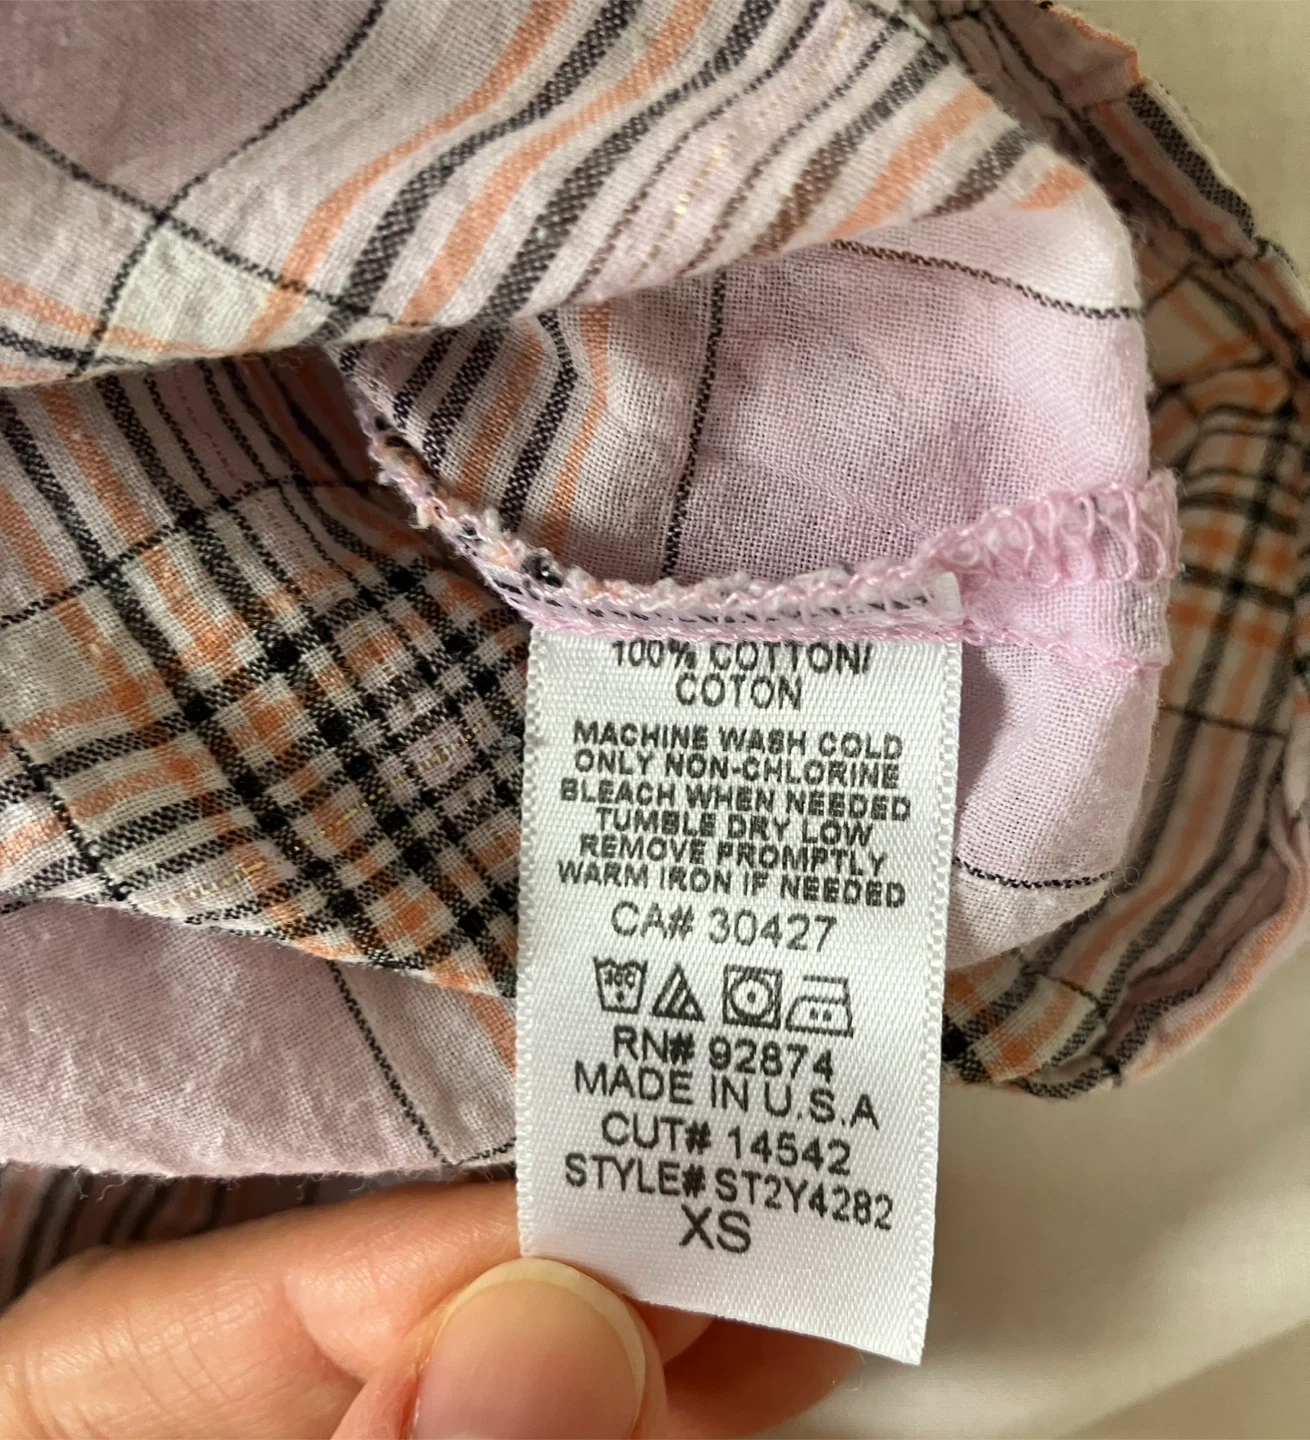 100% COTTON/
COTON
MACHINE WASH COLD
ONLY NON-CHLORINE
BLEACH WHEN NEEDED
TUMBLE DRY LOW
REMOVE PROMPTLY
WARM IRON IF NEEDED
CA# 30427
RN# 92874
MADE IN U.S.A
CUT# 14542
STYLE# ST2Y4282
XS